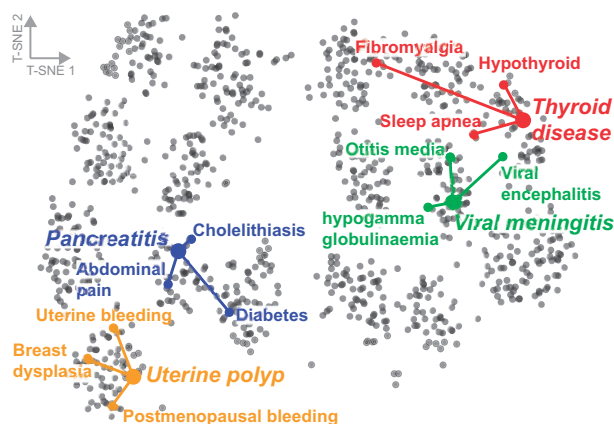 T-SNE 2
T-SNE 1
Fibromyalgia
Hypothyroid
Thyroid
disease
Sleep apnea
Otitis media
Viral
encephalitis
hypogamma
globulinaemia
Viral meningitis
Pancreatitis
Cholelithiasis
Abdominal
pain
Diabetes
Uterine bleeding
Breast
dysplasia
Uterine polyp
Postmenopausal bleeding